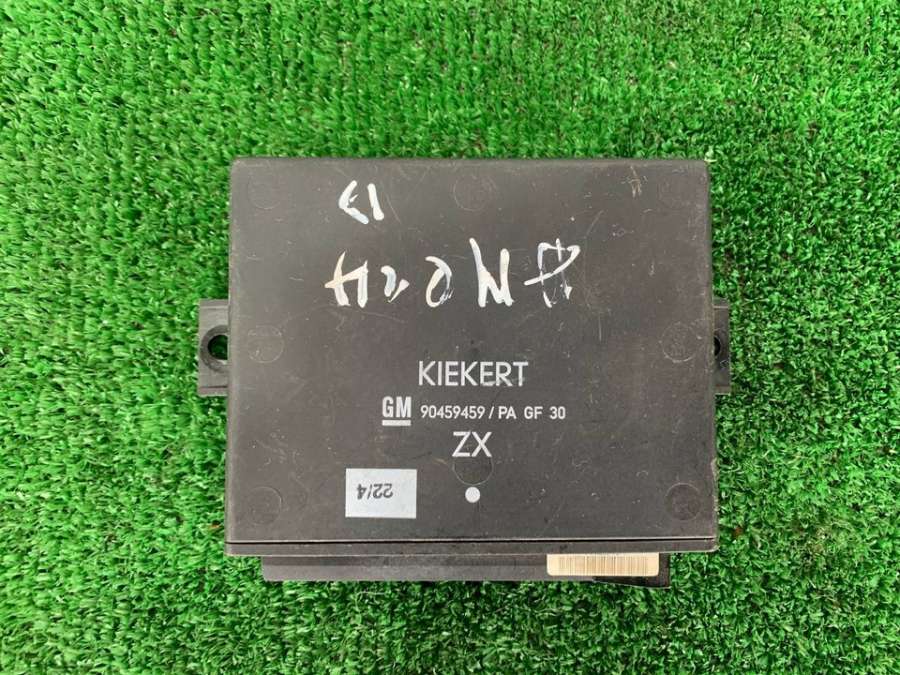 KIEKERT
GM 90459459 / PA GF 30
ZX
22/4